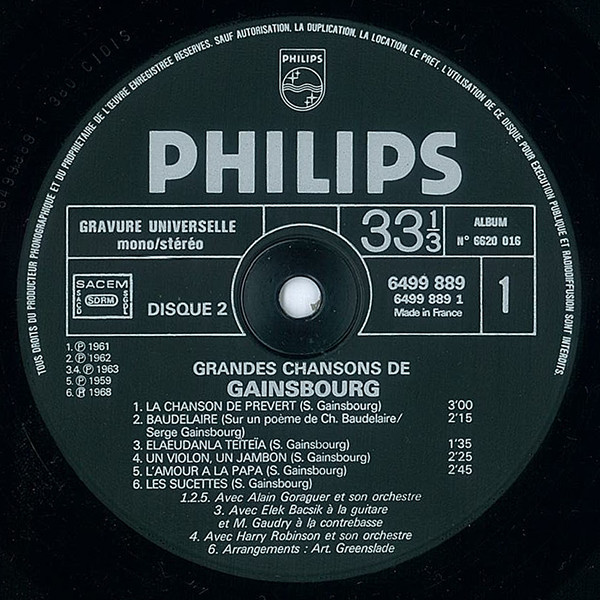 TOUS DROITS DU PRODUCTEUR PHONOGRAPHIQUE ET DU PROPRIETAIRE DE L'ŒUVRE ENREGISTREE RESERVES. SAUF AUTORISATION, LA DUPLICATION, LA LOCATION, LE PRET, L'UTILISATION DE CE DISQUE POUR EXECUTION PUBLIQUE ET RADIODIFFUSION SONT INTERDITS.
PHILIPS
PHILIPS
GRAVURE UNIVERSELLE
mono/stéréo
33 1/3
ALBUM
N° 6620 016
SACEM
SACD SDRM SGDL
DISQUE 2
6499 889
6499 889 1
Made in France
1
1. Ⓟ 1961
2. Ⓟ 1962
3.4. Ⓟ 1963
5. Ⓟ 1959
6. Ⓟ 1968
GRANDES CHANSONS DE
GAINSBOURG
1. LA CHANSON DE PREVERT (S. Gainsbourg) 3'00
2. BAUDELAIRE (Sur un poème de Ch. Baudelaire/ 2'15
Serge Gainsbourg)
3. ELAEUDANLA TEITEÏA (S. Gainsbourg) 1'35
4. UN VIOLON, UN JAMBON (S. Gainsbourg) 2'25
5. L'AMOUR A LA PAPA (S. Gainsbourg) 2'45
6. LES SUCETTES (S. Gainsbourg)
1.2.5. Avec Alain Goraguer et son orchestre
3. Avec Elek Bacsik à la guitare
et M. Gaudry à la contrebasse
4. Avec Harry Robinson et son orchestre
6. Arrangements : Art. Greenslade